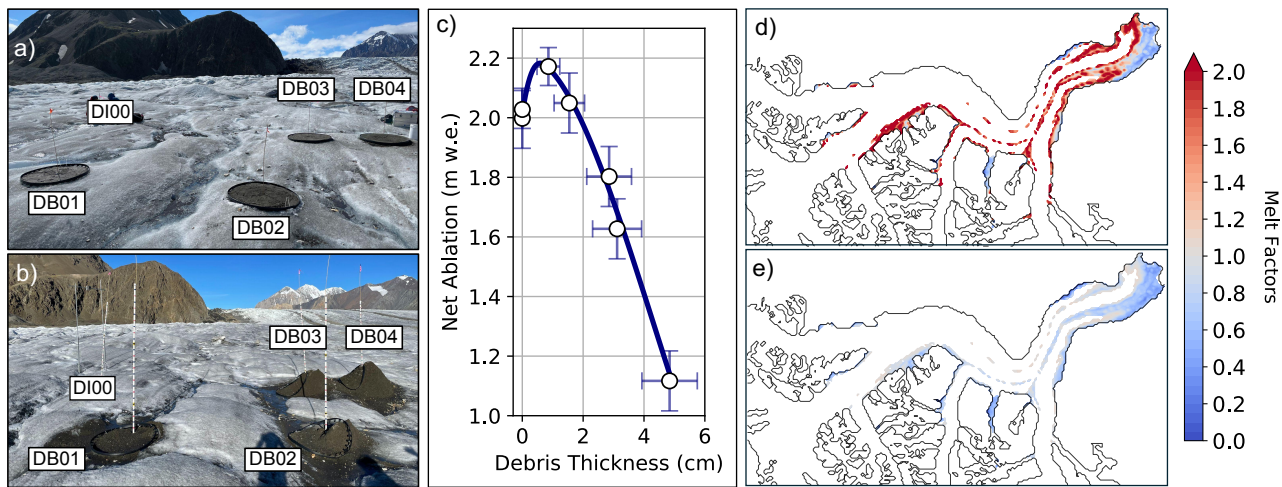 a)
DI00
DB03
DB04
DB01
DB02
b)
DB03
DB04
DI00
DB01
DB02
c)
Net Ablation (m w.e.)
2.2
2.0
1.8
1.6
1.4
1.2
1.0
0
2
4
6
Debris Thickness (cm)
d)
e)
2.0
1.8
1.6
1.4
1.2
1.0
0.8
0.6
0.4
0.2
0.0
Melt Factors